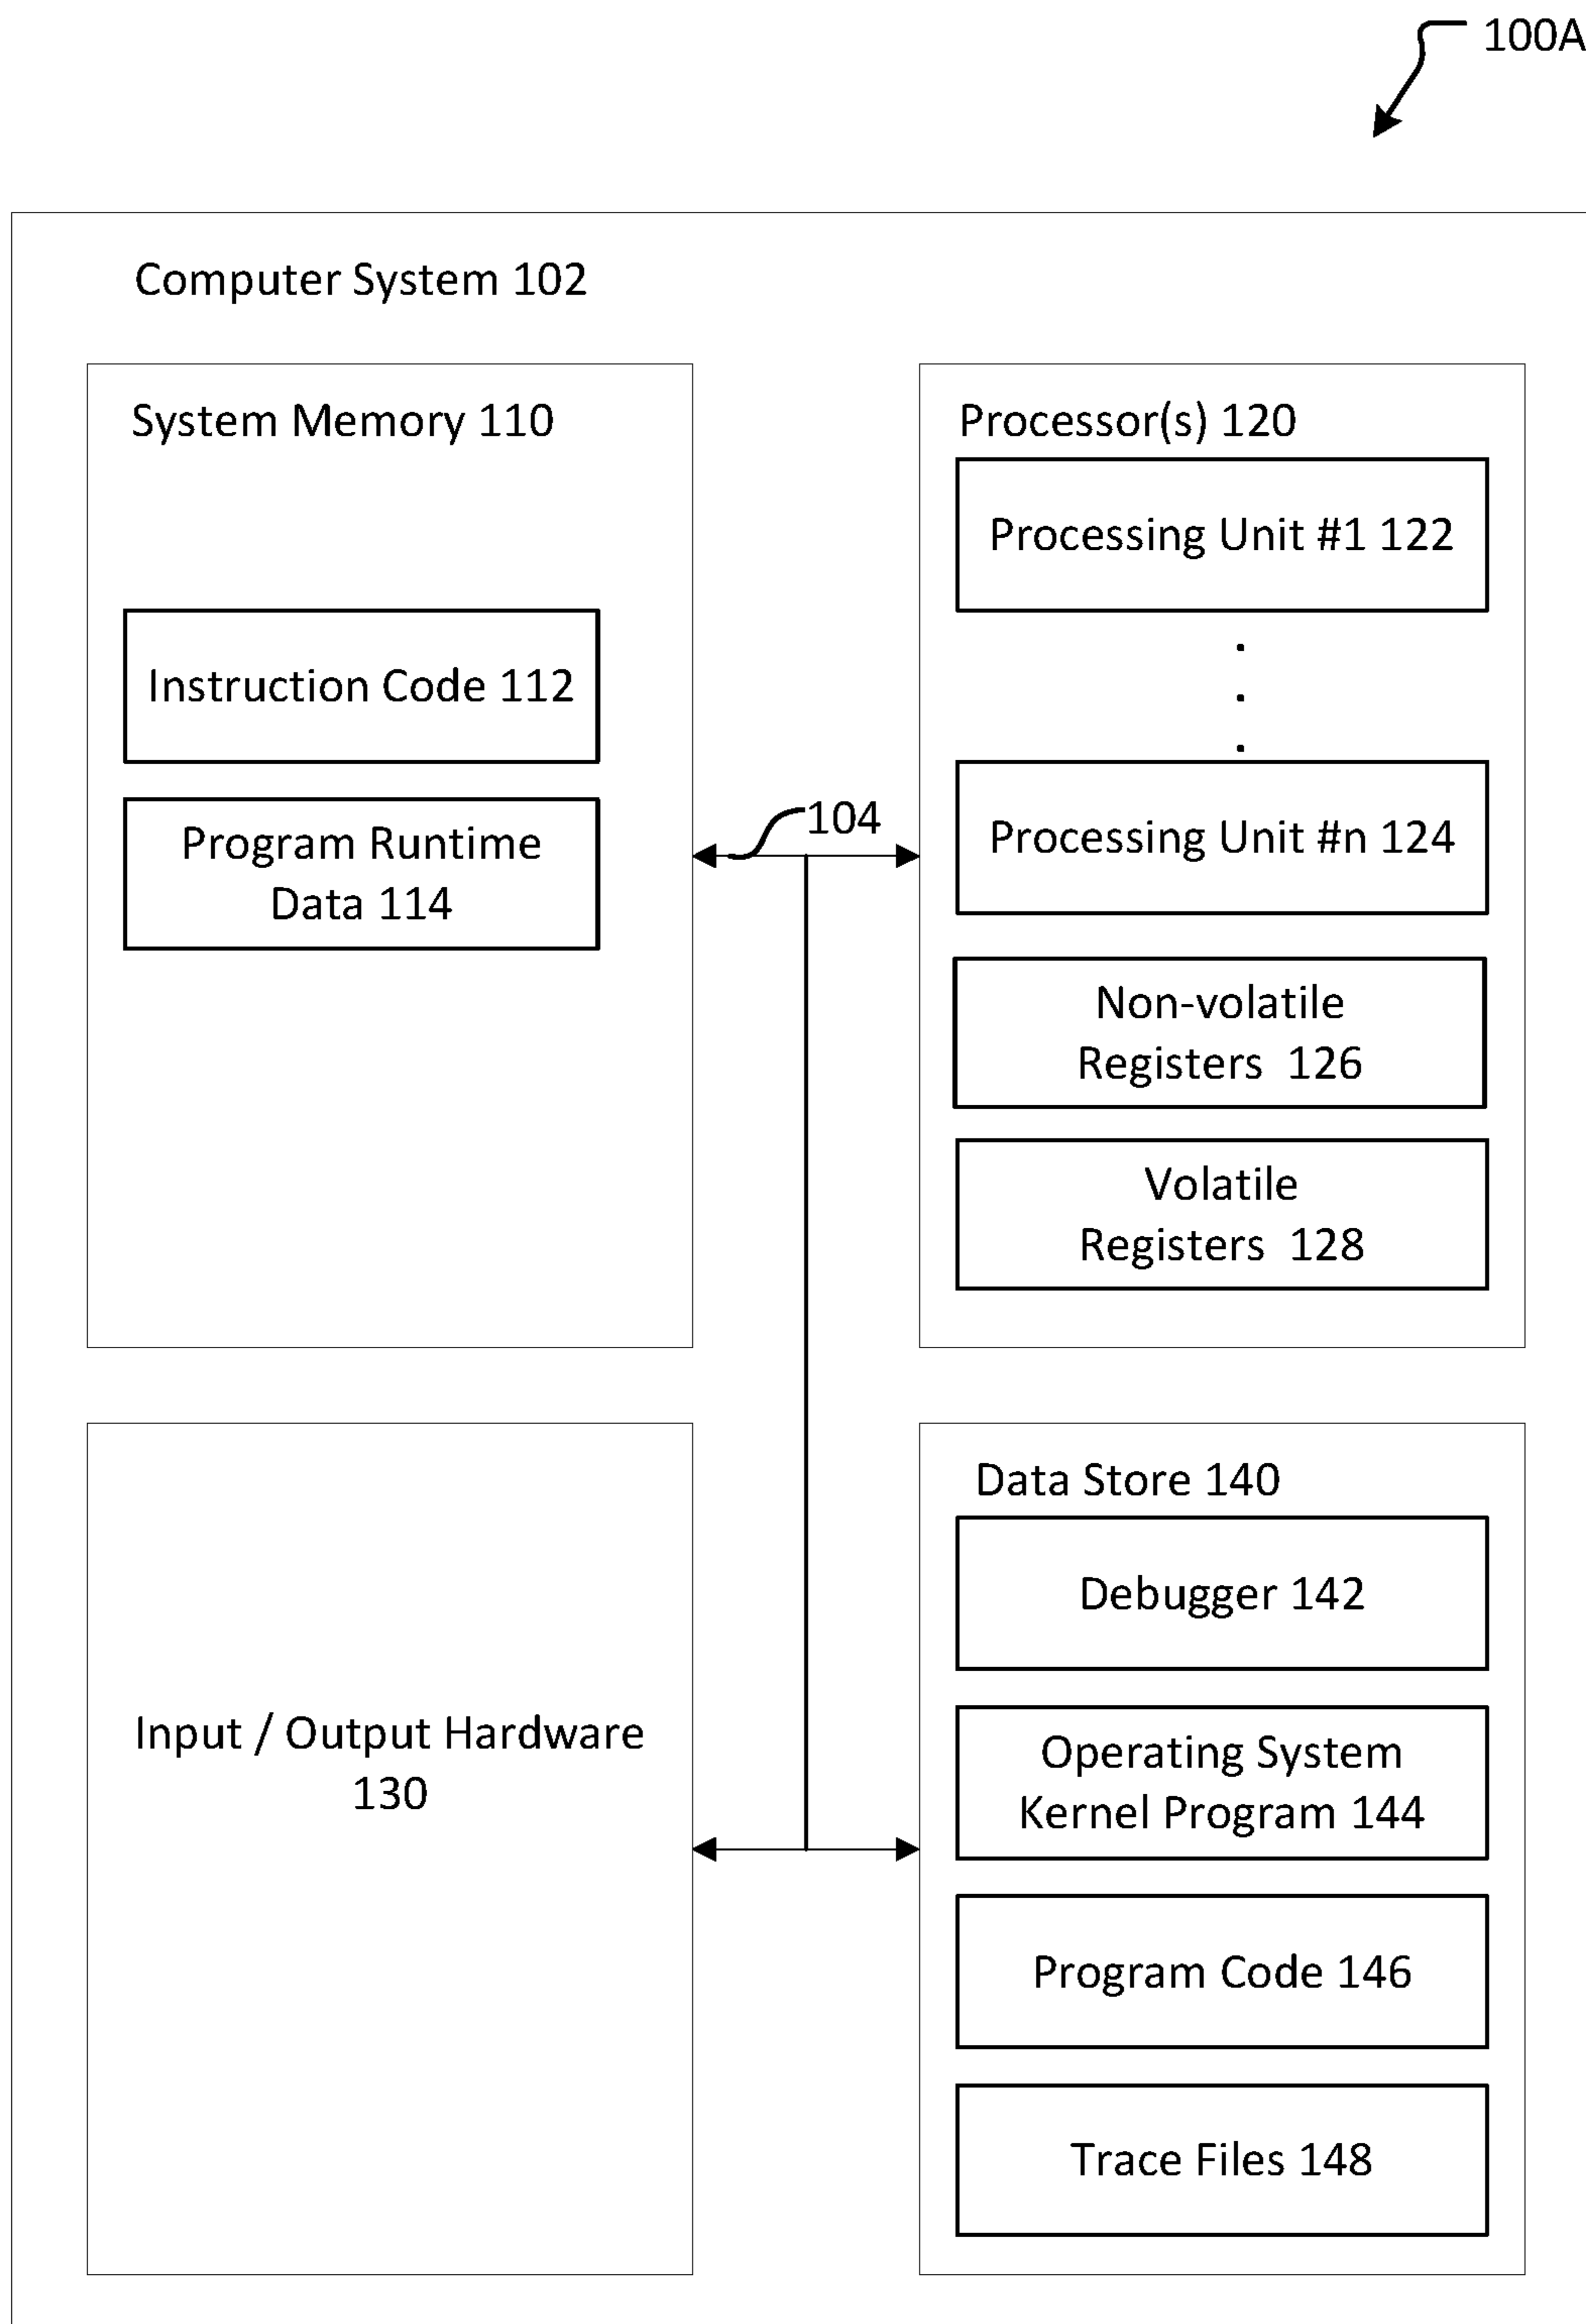 100A
Computer System 102
System Memory 110
Instruction Code 112
Program Runtime
Data 114
104
Processor(s) 120
Processing Unit #1 122
Processing Unit #n 124
Non-volatile
Registers 126
Volatile
Registers 128
Input / Output Hardware
130
Data Store 140
Debugger 142
Operating System
Kernel Program 144
Program Code 146
Trace Files 148